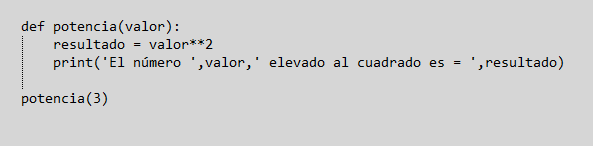 def potencia(valor):
    resultado = valor**2
    print('El número ',valor,' elevado al cuadrado es = ',resultado)
potencia(3)